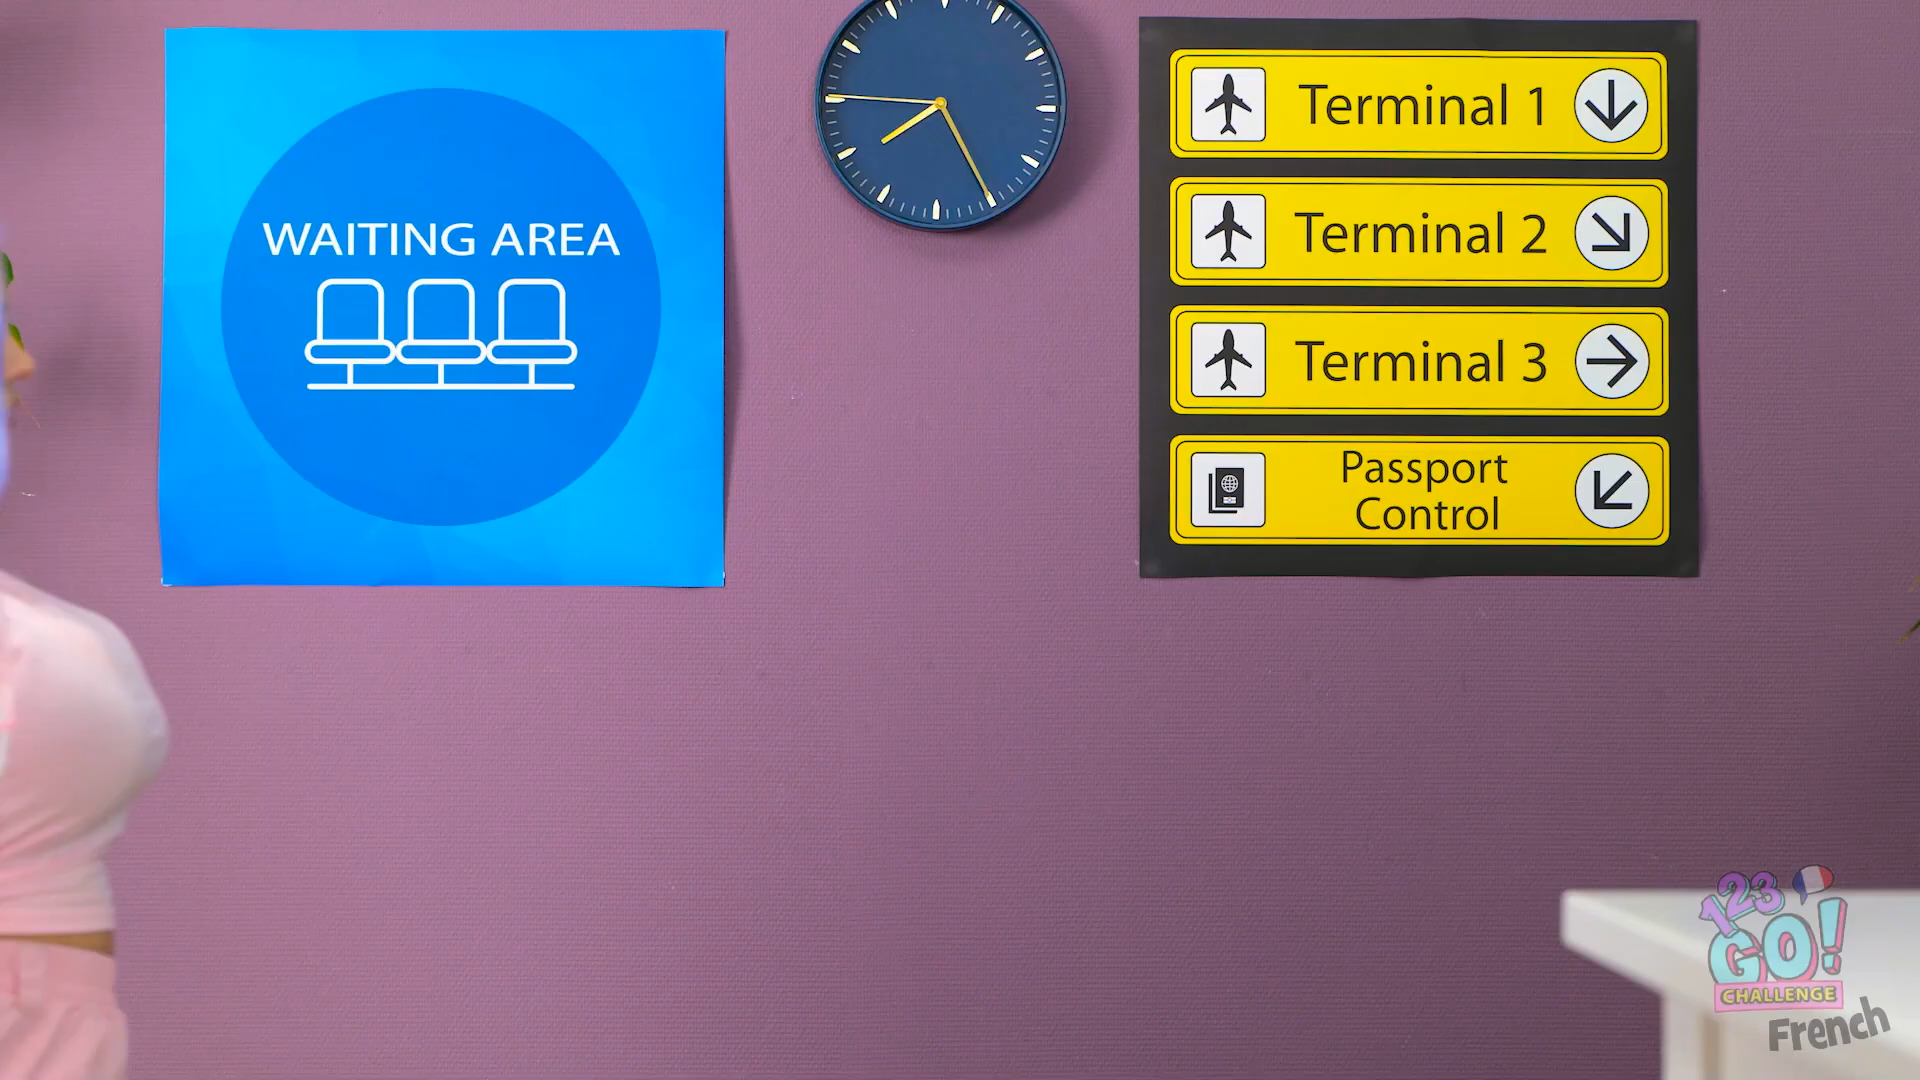 WAITING AREA
Terminal 1
Terminal 2
Terminal 3
Passport
Control
123
GO!
CHALLENGE
French